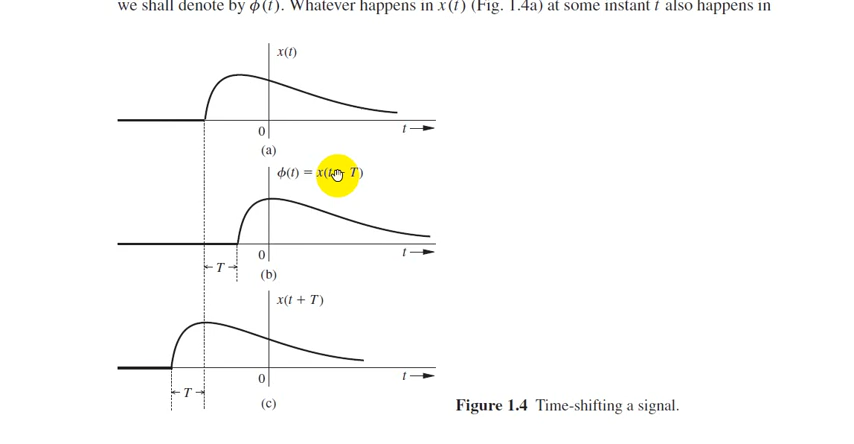 we shall denote by ϕ(t). Whatever happens in x(t) (Fig. 1.4a) at some instant t also happens in
x(t)
0
t
(a)
ϕ(t) = x(t - T)
0
t
T
(b)
x(t + T)
0
t
T
(c)
Figure 1.4 Time-shifting a signal.